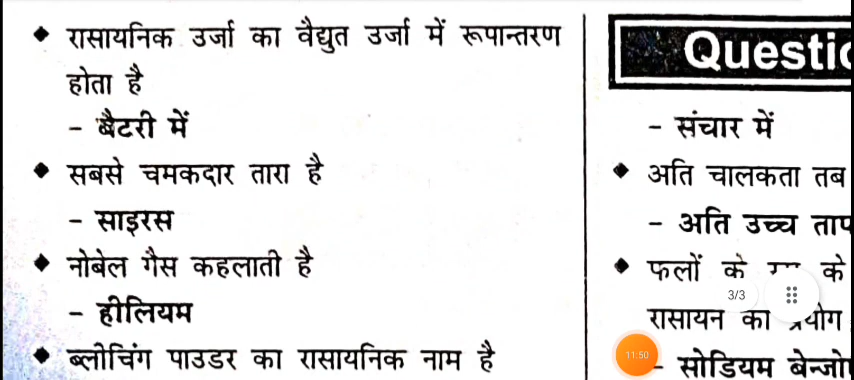 ◆ रासायनिक उर्जा का वैद्युत उर्जा में रूपान्तरण
होता है
– बैटरी में
◆ सबसे चमकदार तारा है
– साइरस
◆ नोबेल गैस कहलाती है
– हीलियम
◆ ब्लीचिंग पाउडर का रासायनिक नाम है
– संचार में
◆ अति चालकता तब
– अति उच्च
◆ फलों के के
रासायन का
– सोडियम
3/3
11:50